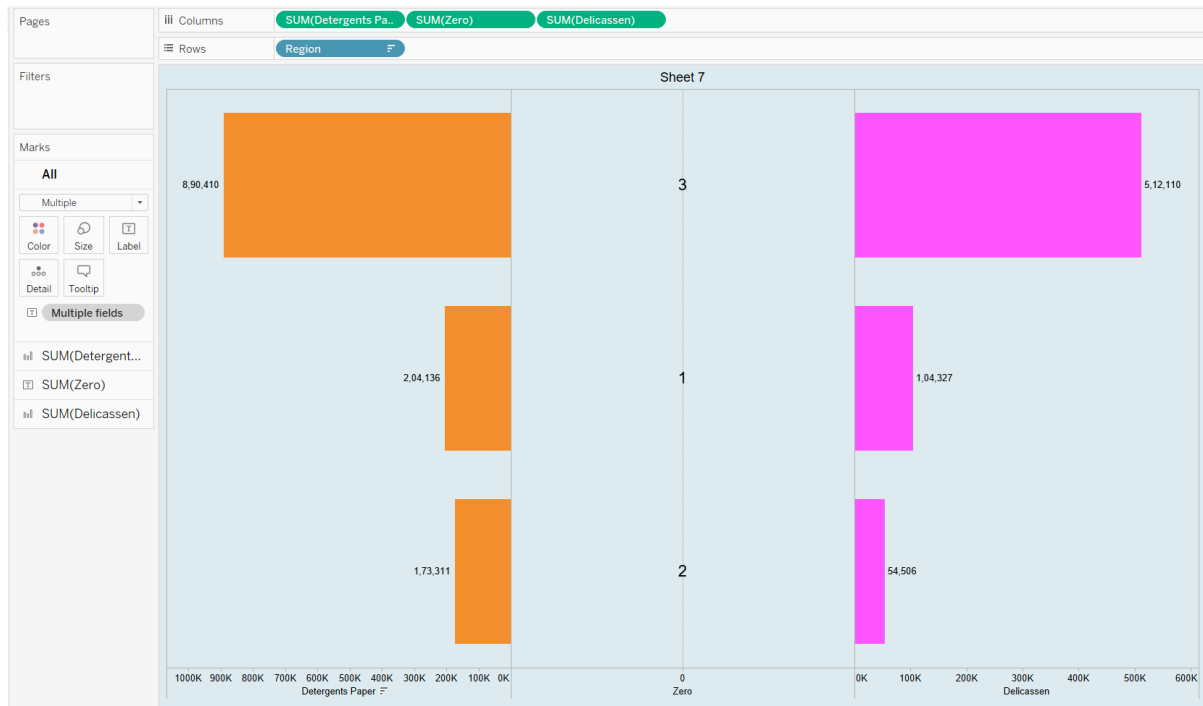 Pages
iii Columns
SUM(Detergents Pa..
SUM(Zero)
SUM(Delicassen)
Rows
Region
Filters
Marks
All
Multiple
Color
Size
Label
Detail
Tooltip
Multiple fields
SUM(Detergent...
SUM(Zero)
SUM(Delicassen)
Sheet 7
8,90,410
3
5,12,110
2,04,136
1
1,04,327
1,73,311
2
54,506
1000K 900K 800K 700K 600K 500K 400K 300K 200K 100K 0K
Detergents Paper
0
Zero
0K 100K 200K 300K 400K 500K 600K
Delicassen